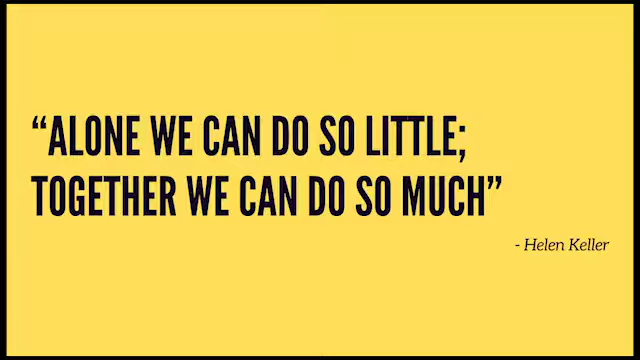 “ALONE WE CAN DO SO LITTLE;
TOGETHER WE CAN DO SO MUCH”
- Helen Keller